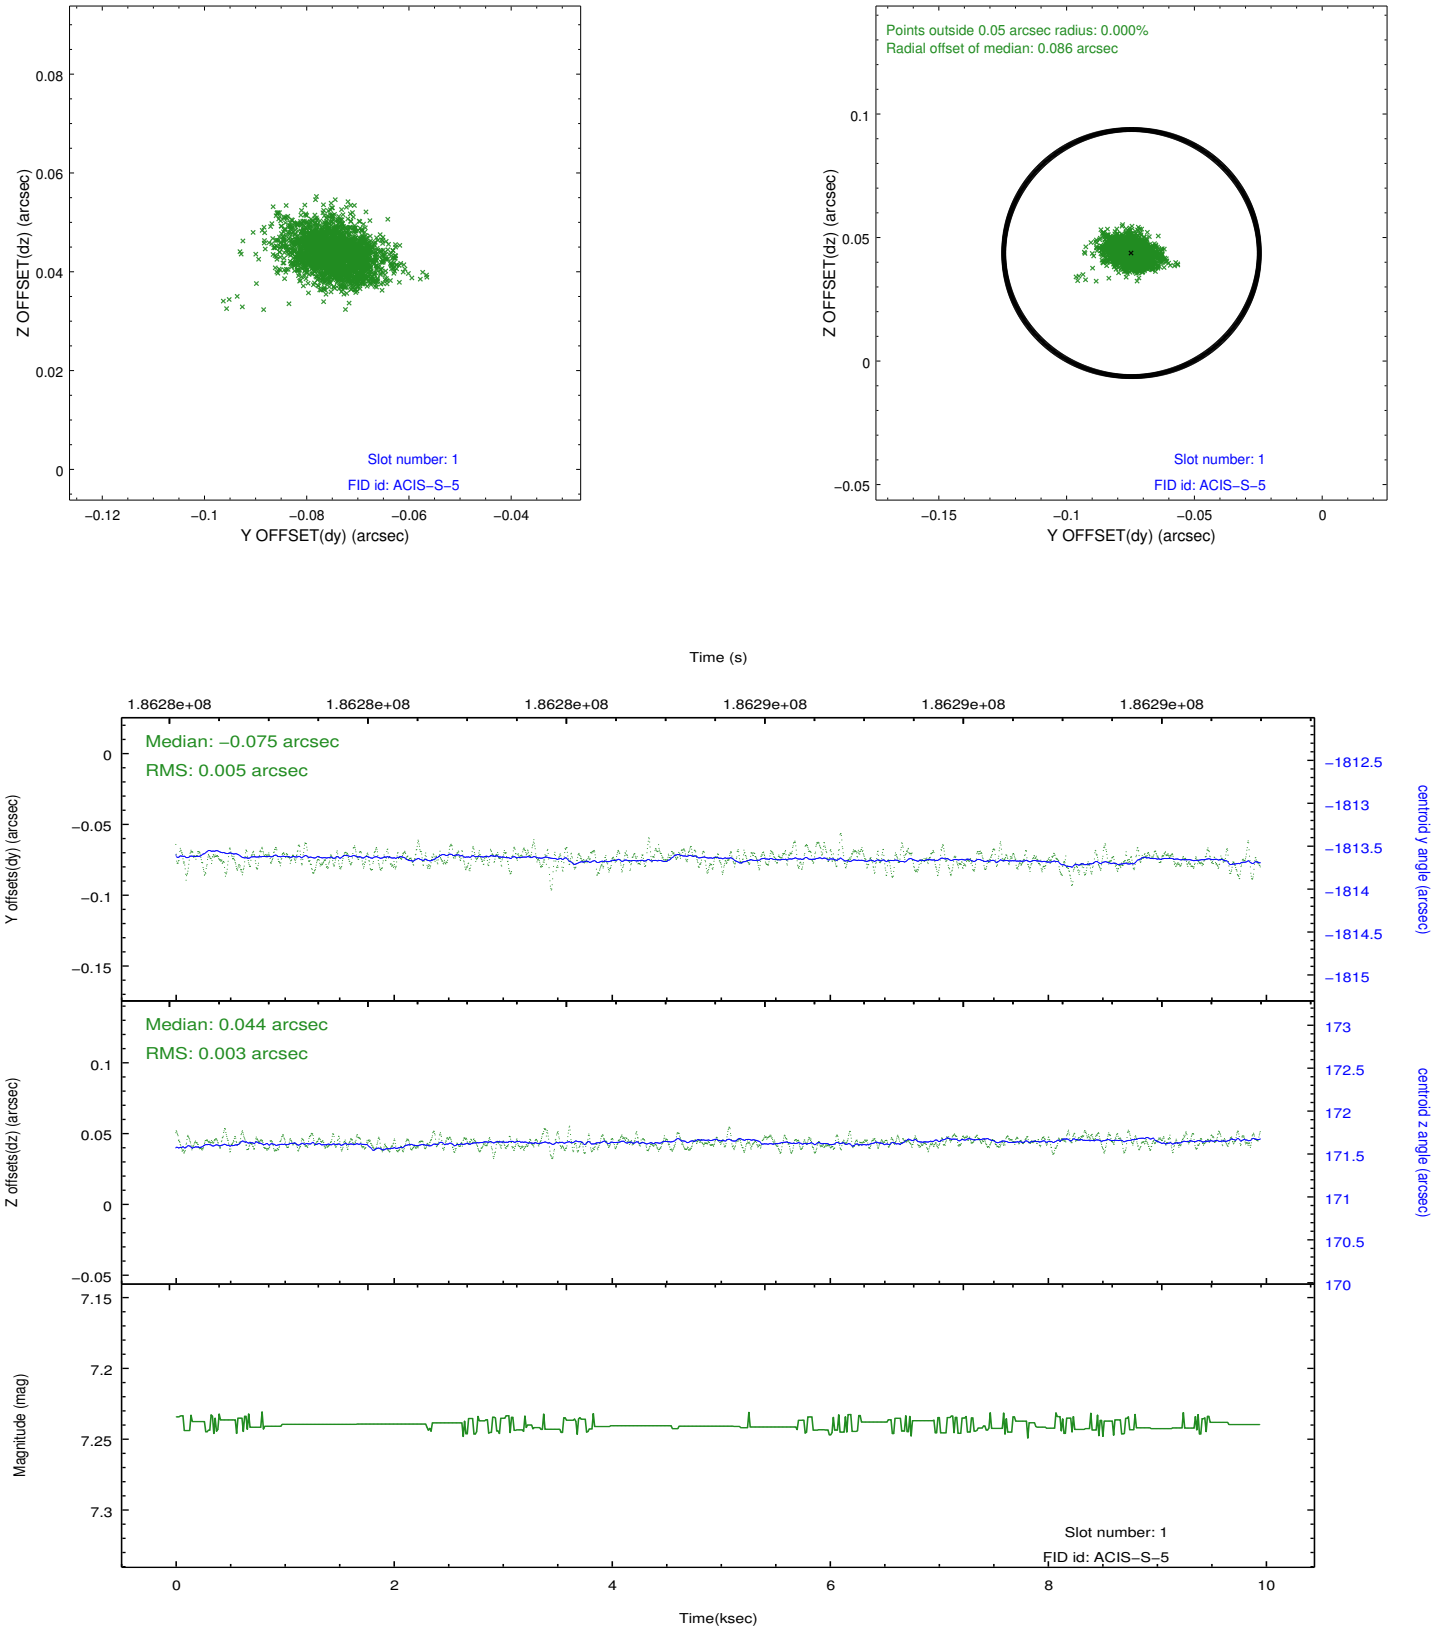 0.08
0.06
0.04
0.02
0
Z OFFSET(dz) (arcsec)
Slot number: 1
FID id: ACIS−S−5
−0.12
−0.1
−0.08
−0.06
−0.04
Y OFFSET(dy) (arcsec)
Points outside 0.05 arcsec radius: 0.000%
Radial offset of median: 0.086 arcsec
0.1
0.05
0
−0.05
Z OFFSET(dz) (arcsec)
Slot number: 1
FID id: ACIS−S−5
−0.15
−0.1
−0.05
0
Y OFFSET(dy) (arcsec)
Time (s)
1.8628e+08
1.8628e+08
1.8628e+08
1.8629e+08
1.8629e+08
1.8629e+08
Median: −0.075 arcsec
RMS: 0.005 arcsec
0
−0.05
−0.1
−0.15
Y offsets(dy) (arcsec)
−1812.5
−1813
−1813.5
−1814
−1814.5
−1815
centroid y angle (arcsec)
Median: 0.044 arcsec
RMS: 0.003 arcsec
0.1
0.05
0
−0.05
Z offsets(dz) (arcsec)
173
172.5
172
171.5
171
170.5
170
centroid z angle (arcsec)
7.15
7.2
7.25
7.3
Magnitude (mag)
Slot number: 1
FID id: ACIS−S−5
0
2
4
6
8
10
Time(ksec)